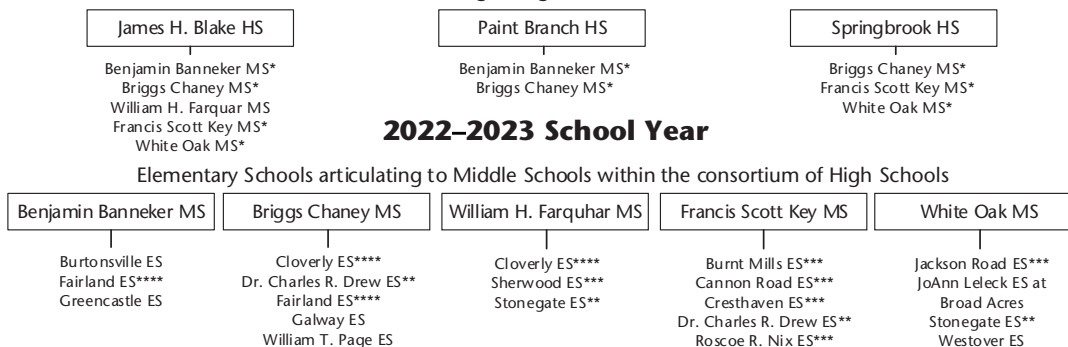 James H. Blake HS
Benjamin Banneker MS*
Briggs Chaney MS*
William H. Farquar MS
Francis Scott Key MS*
White Oak MS*
Paint Branch HS
Benjamin Banneker MS*
Briggs Chaney MS*
Springbrook HS
Briggs Chaney MS*
Francis Scott Key MS*
White Oak MS*
2022–2023 School Year
Elementary Schools articulating to Middle Schools within the consortium of High Schools
Benjamin Banneker MS
Burtonsville ES
Fairland ES****
Greencastle ES
Briggs Chaney MS
Cloverly ES****
Dr. Charles R. Drew ES**
Fairland ES****
Galway ES
William T. Page ES
William H. Farquhar MS
Cloverly ES****
Sherwood ES***
Stonegate ES**
Francis Scott Key MS
Burnt Mills ES***
Cannon Road ES***
Cresthaven ES***
Dr. Charles R. Drew ES**
Roscoe R. Nix ES***
White Oak MS
Jackson Road ES***
JoAnn Leleck ES at
Broad Acres
Stonegate ES**
Westover ES